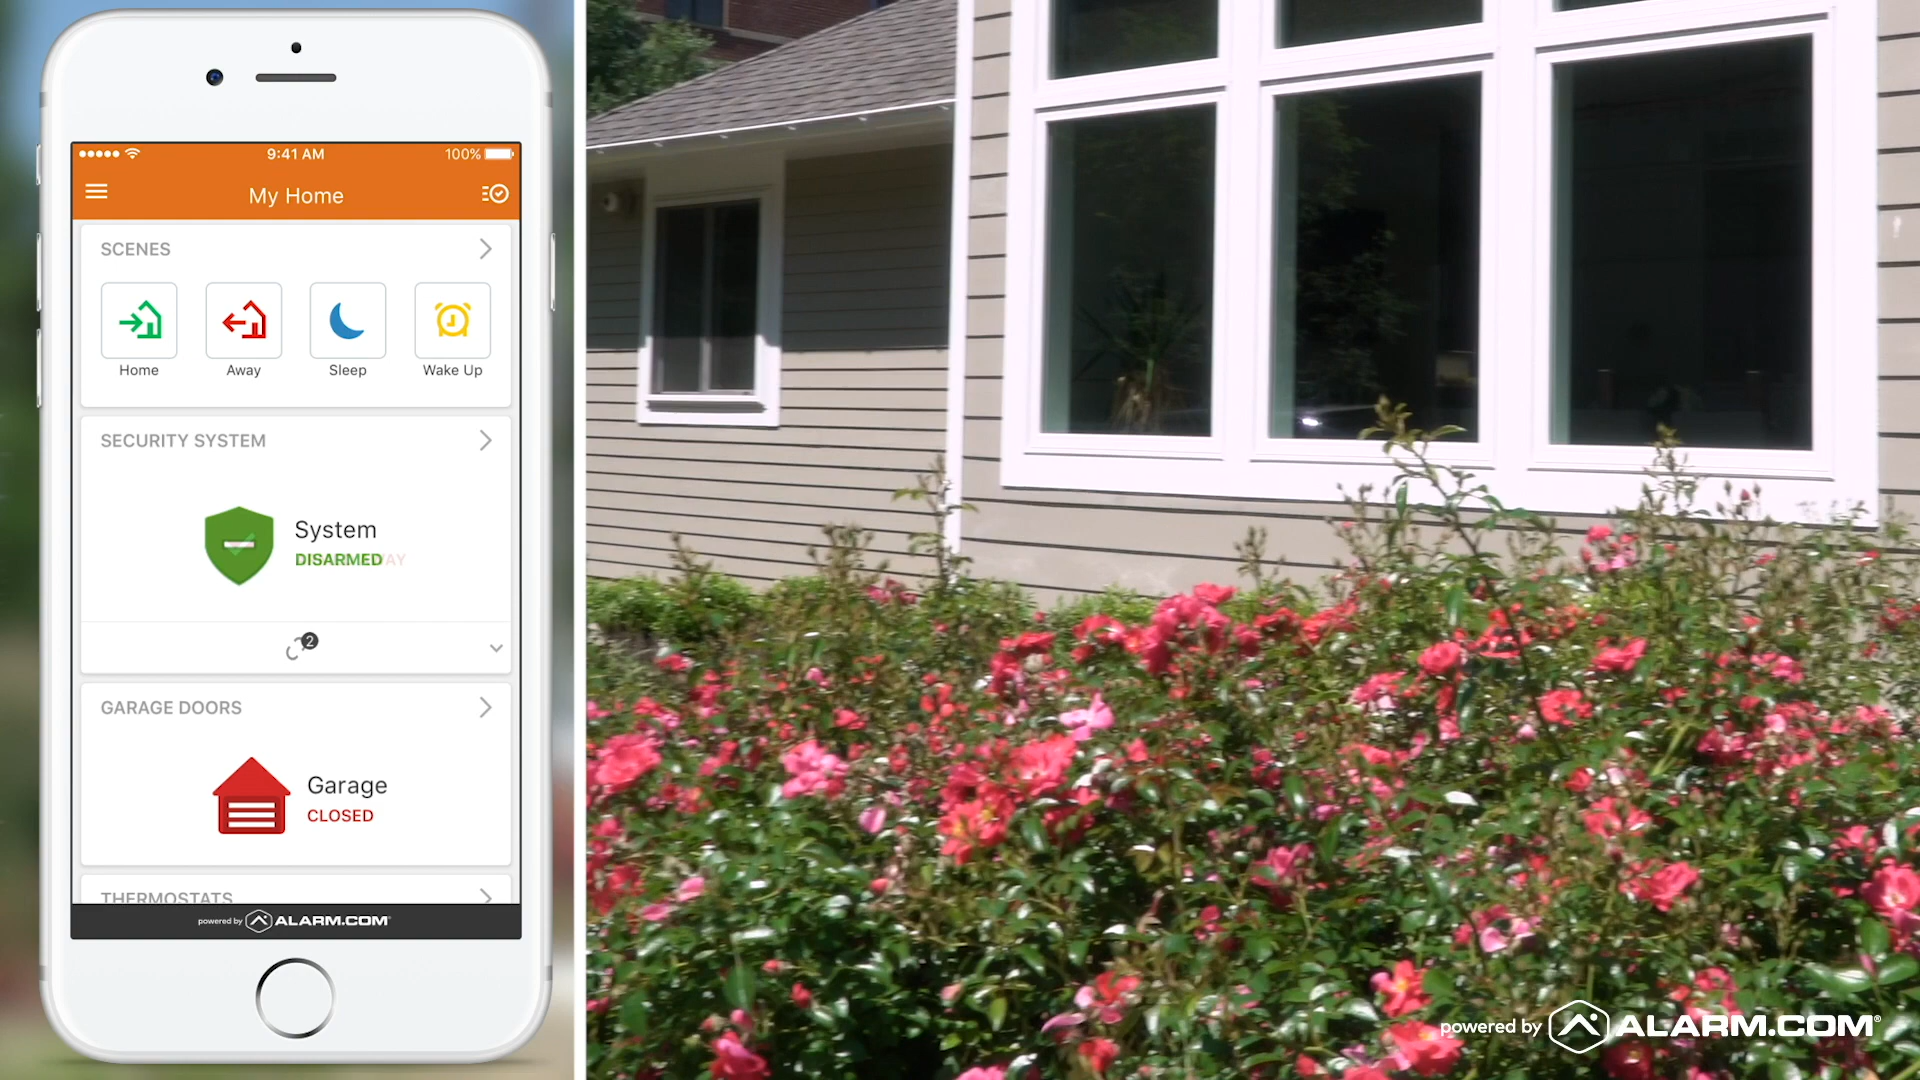 9:41 AM
100%
My Home
SCENES
Home
Away
Sleep
Wake Up
SECURITY SYSTEM
System
DISARMED
2
GARAGE DOORS
Garage
CLOSED
THERMOSTATS
powered by ALARM.COM
powered by ALARM.COM®